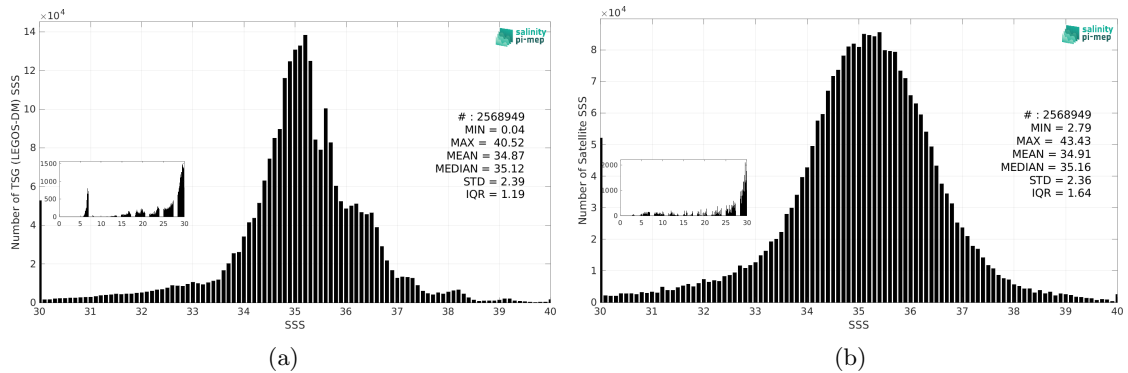 ×10⁴
14
12
10
8
6
4
2
0
30 31 32 33 34 35 36 37 38 39 40
SSS
Number of TSG (LEGOS-DM) SSS
salinity
pi-mep
# : 2568949
MIN = 0.04
MAX = 40.52
MEAN = 34.87
MEDIAN = 35.12
STD = 2.39
IQR = 1.19
1500
1000
500
0
0 5 10 15 20 25 30
(a)
×10⁴
8
7
6
5
4
3
2
1
0
30 31 32 33 34 35 36 37 38 39 40
SSS
Number of Satellite SSS
salinity
pi-mep
# : 2568949
MIN = 2.79
MAX = 43.43
MEAN = 34.91
MEDIAN = 35.16
STD = 2.36
IQR = 1.64
2000
1000
0
0 5 10 15 20 25 30
(b)